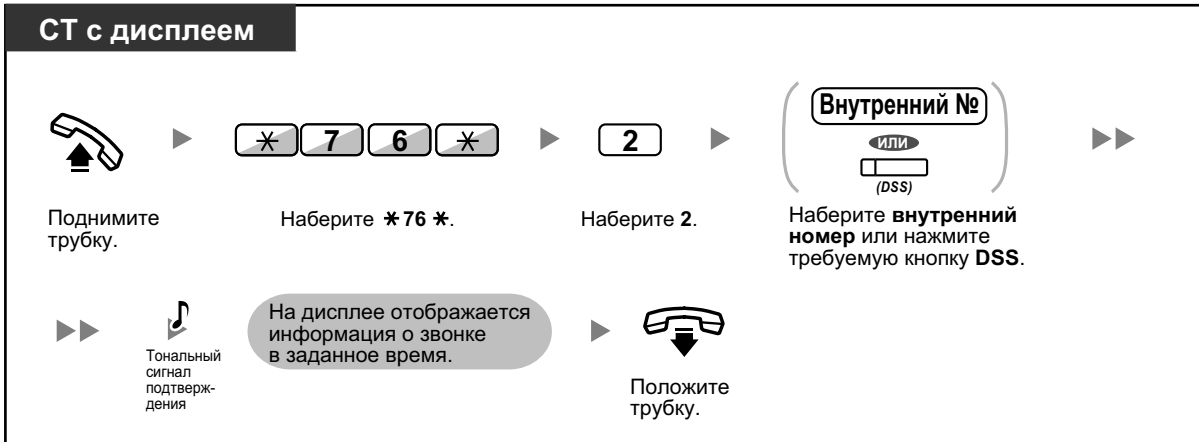 СТ с дисплеем
Внутренний №
или
(DSS)
✻ 7 6 ✻
2
Поднимите
трубку.
Наберите ✻76 ✻.
Наберите 2.
Наберите внутренний
номер или нажмите
требуемую кнопку DSS.
Тональный
сигнал
подтверж-
дения
На дисплее отображается
информация о звонке
в заданное время.
Положите
трубку.